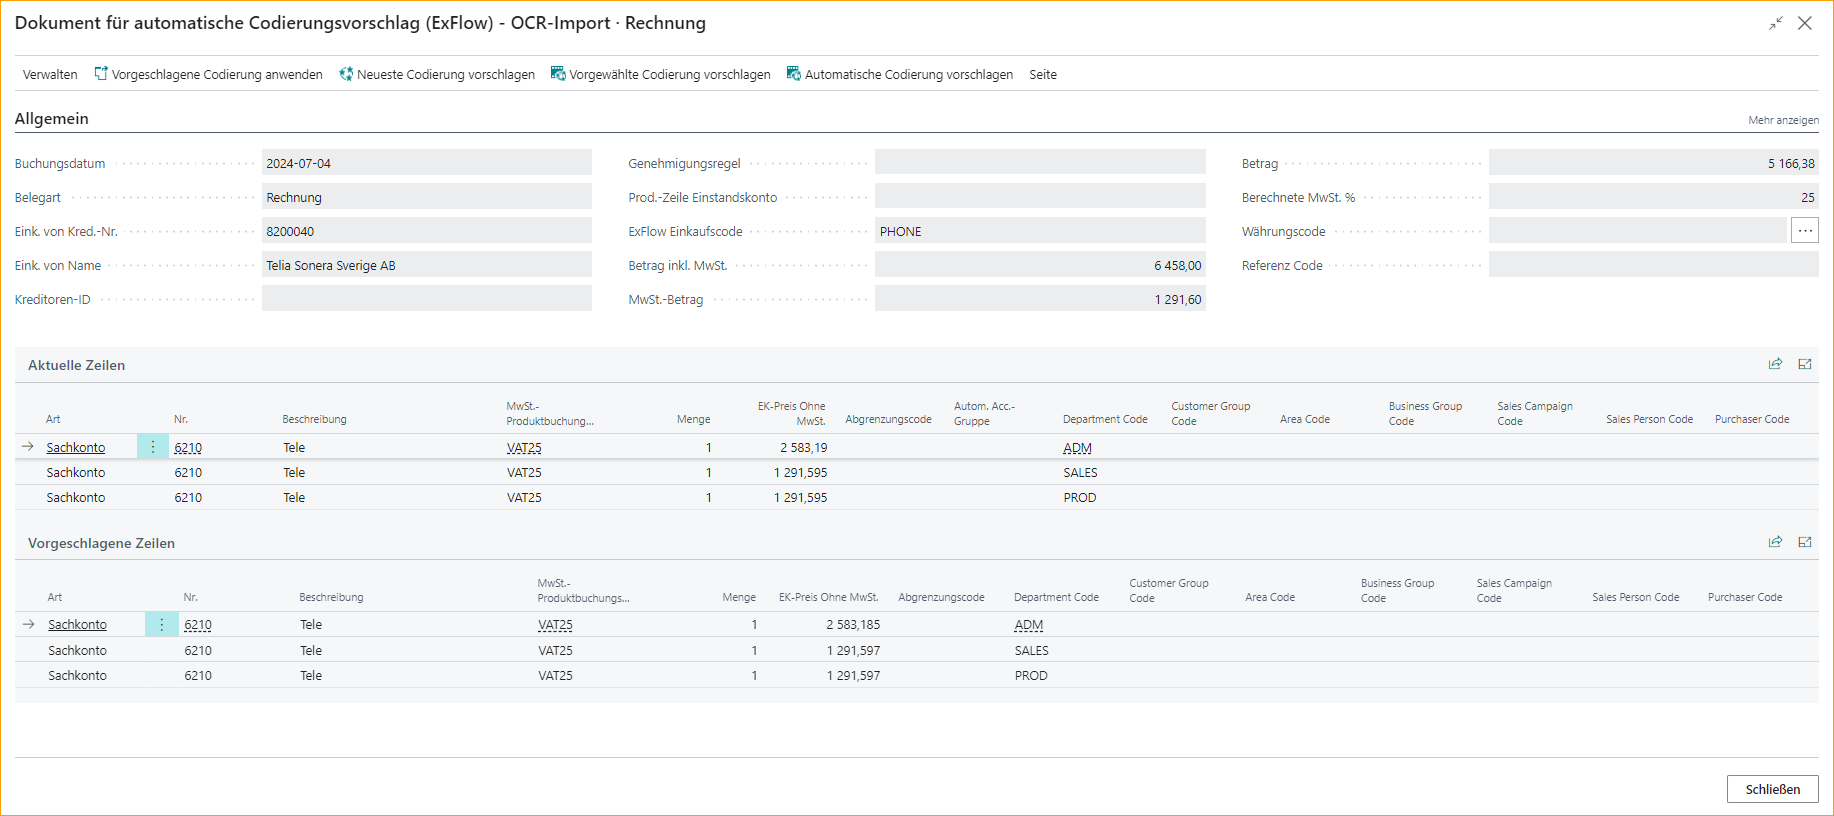 Dokument für automatische Codierungsvorschlag (ExFlow) - OCR-Import · Rechnung
Verwalten Vorgeschlagene Codierung anwenden Neueste Codierung vorschlagen Vorgewählte Codierung vorschlagen Automatische Codierung vorschlagen Seite
Allgemein Mehr anzeigen
Buchungsdatum 2024-07-04 Genehmigungsregel Betrag 5 166,38
Belegart Rechnung Prod.-Zeile Einstandskonto Berechnete MwSt. % 25
Eink. von Kred.-Nr. 8200040 ExFlow Einkaufscode PHONE Währungscode ...
Eink. von Name Telia Sonera Sverige AB Betrag inkl. MwSt. 6 458,00 Referenz Code
Kreditoren-ID MwSt.-Betrag 1 291,60
Aktuelle Zeilen
MwSt.- EK-Preis Ohne Autom. Acc.- Customer Group Business Group Sales Campaign
Art Nr. Beschreibung Produktbuchung... Menge MwSt. Abgrenzungscode Gruppe Department Code Code Area Code Code Code Sales Person Code Purchaser Code
Sachkonto 6210 Tele VAT25 1 2 583,19 ADM
Sachkonto 6210 Tele VAT25 1 1 291,595 SALES
Sachkonto 6210 Tele VAT25 1 1 291,595 PROD
Vorgeschlagene Zeilen
MwSt.- Customer Group Business Group Sales Campaign
Art Nr. Beschreibung Produktbuchungs... Menge EK-Preis Ohne MwSt. Abgrenzungscode Department Code Code Area Code Code Code Sales Person Code Purchaser Code
Sachkonto 6210 Tele VAT25 1 2 583,185 ADM
Sachkonto 6210 Tele VAT25 1 1 291,597 SALES
Sachkonto 6210 Tele VAT25 1 1 291,597 PROD
Schließen